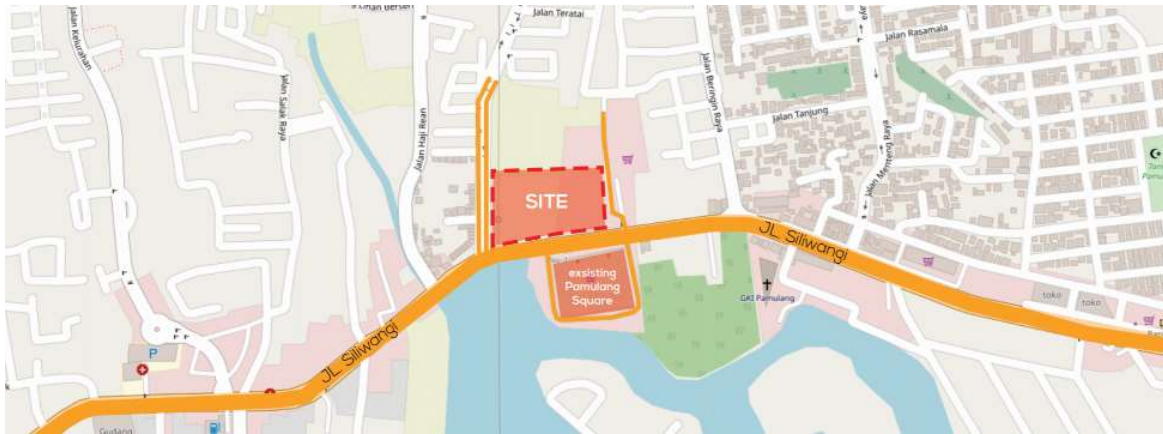 Jalan Teratai
Jalan Kelurahan
Jalan Salak Raya
Jalan Haji Rean
Jalan Beringin Raya
Jalan Rasamala
Jalan Tanjung
Jalan Menteng Raya
SITE
JL. Siliwangi
exsisting
Pamulang
Square
GKI Pamulang
toko
toko
JL. Siliwangi
P
Gudang